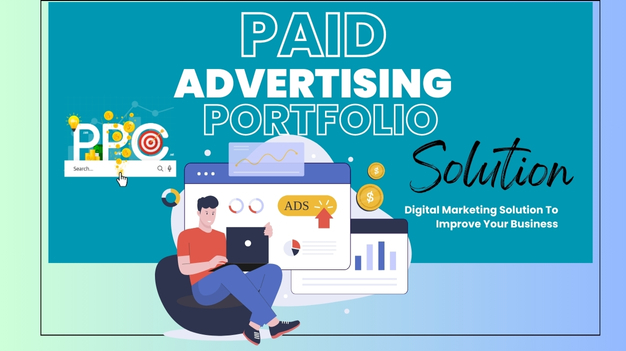 PAID
ADVERTISING
PORTFOLIO
PPC
Search...
ADS
Solution
Digital Marketing Solution To
Improve Your Business